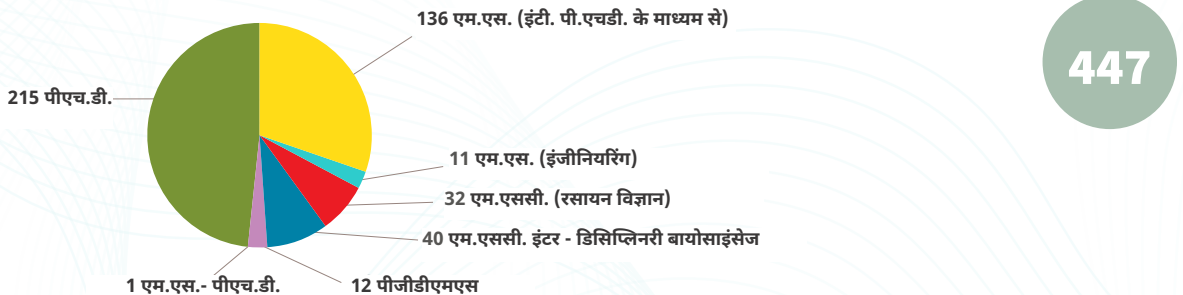 136 एम.एस. (इंटी. पी.एचडी. के माध्यम से)
447
215 पीएच.डी.
11 एम.एस. (इंजीनियरिंग)
32 एम.एससी. (रसायन विज्ञान)
40 एम.एससी. इंटर - डिसिप्लिनरी बायोसाइंसेज
1 एम.एस.- पीएच.डी.
12 पीजीडीएमएस